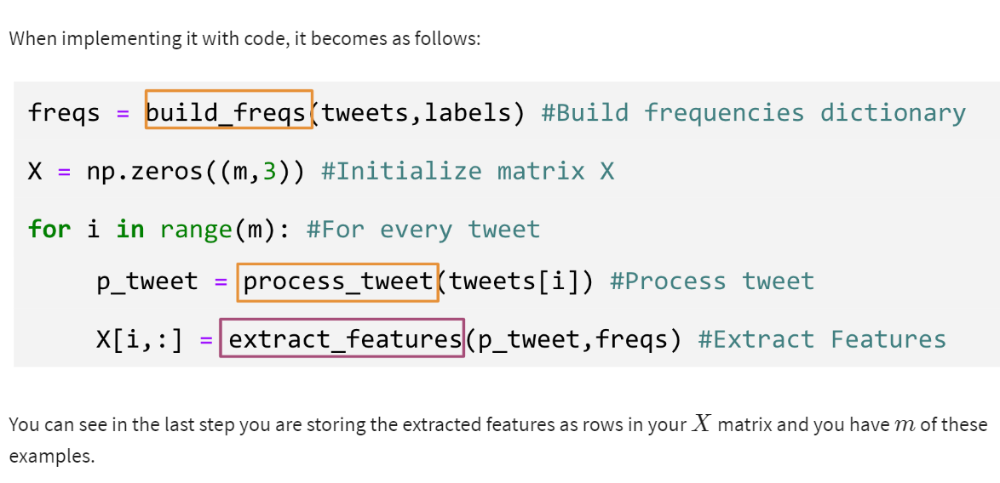 When implementing it with code, it becomes as follows:
freqs = build_freqs(tweets,labels) #Build frequencies dictionary
X = np.zeros((m,3)) #Initialize matrix X
for i in range(m): #For every tweet
p_tweet = process_tweet(tweets[i]) #Process tweet
X[i,:] = extract_features(p_tweet,freqs) #Extract Features
You can see in the last step you are storing the extracted features as rows in your X matrix and you have m of these
examples.